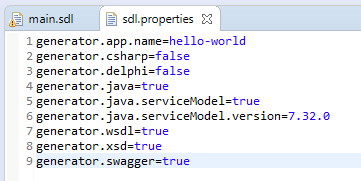 main.sdl sdl.properties
1 generator.app.name=hello-world
2 generator.csharp=false
3 generator.delphi=false
4 generator.java=true
5 generator.java.serviceModel=true
6 generator.java.serviceModel.version=7.32.0
7 generator.wsdl=true
8 generator.xsd=true
9 generator.swagger=true